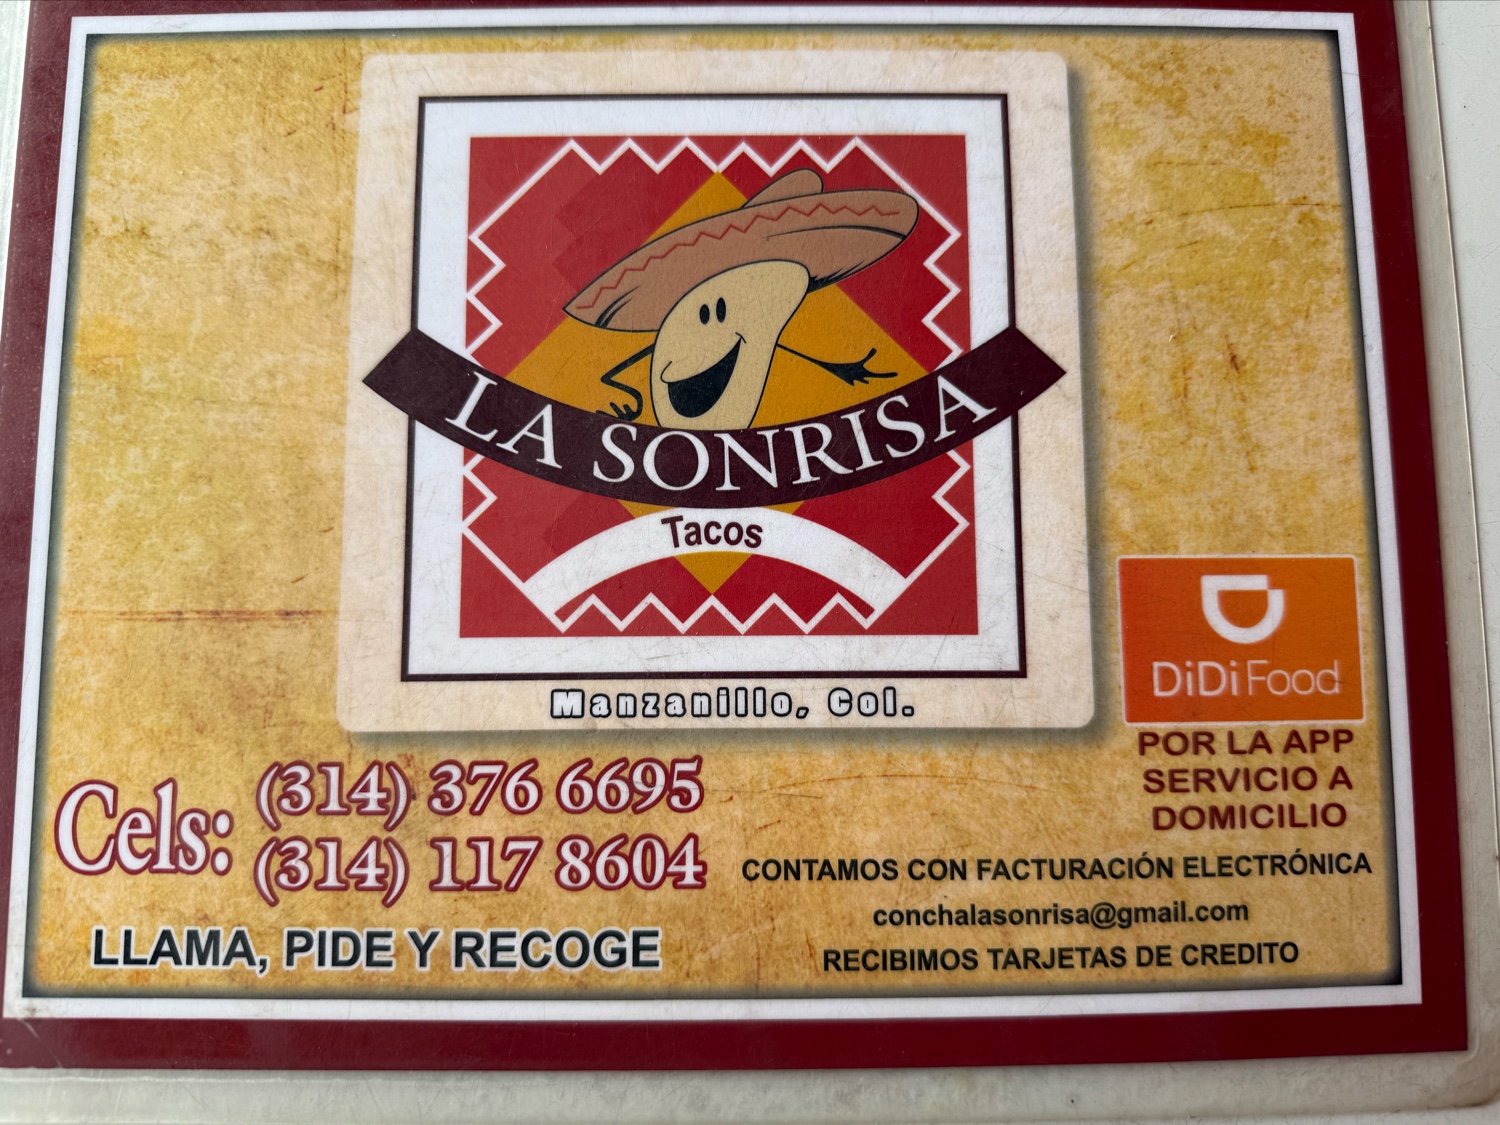 LA SONRISA
Tacos
Manzanillo, Col.
DiDi Food
POR LA APP
SERVICIO A
DOMICILIO
Cels: (314) 376 6695
(314) 117 8604
LLAMA, PIDE Y RECOGE
CONTAMOS CON FACTURACIÓN ELECTRÓNICA
conchalasonrisa@gmail.com
RECIBIMOS TARJETAS DE CREDITO